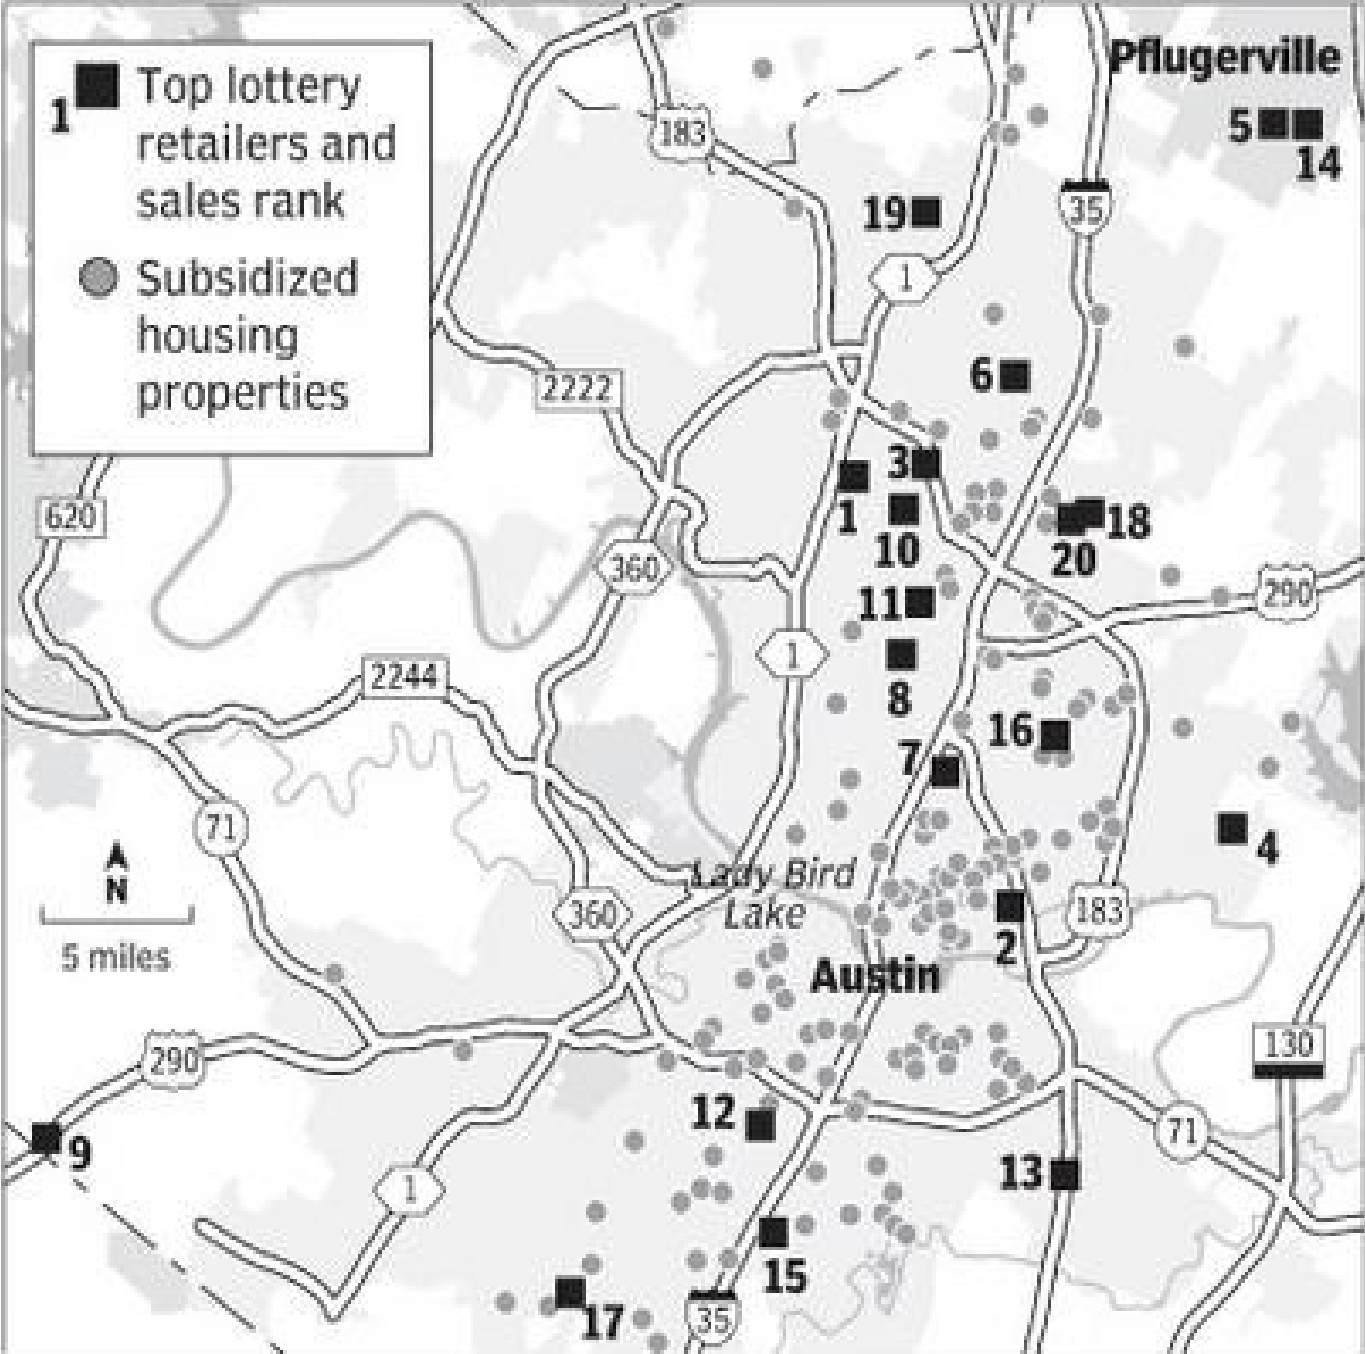 1
Top lottery
retailers and
sales rank
Subsidized
housing
properties
Pflugerville
5
14
183
35
19
1
6
2222
3
1
10
18
20
620
360
290
11
1
8
2244
16
7
71
4
A
N
5 miles
Lady Bird
Lake
360
183
2
Austin
290
130
12
71
9
13
1
15
17
35